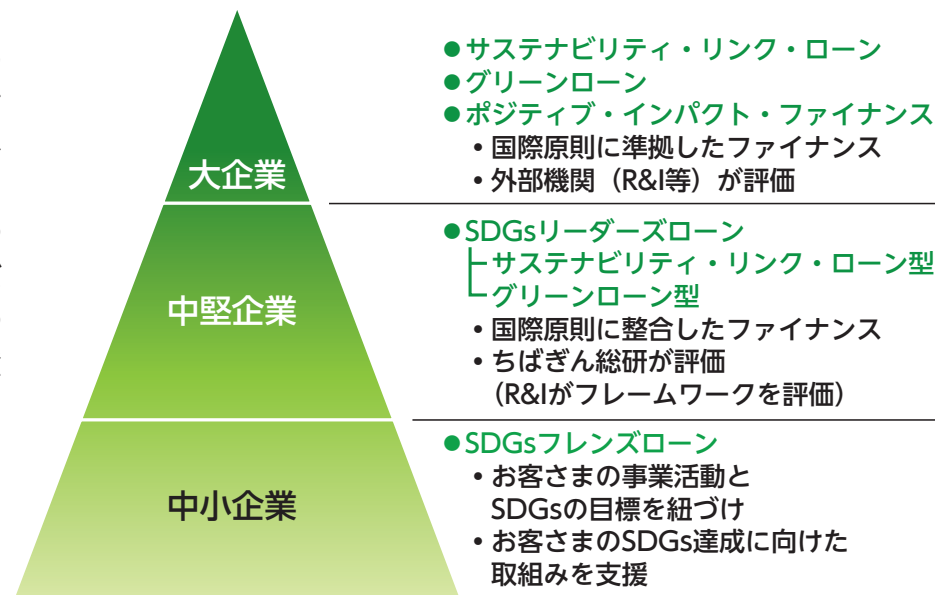 大企業
●サステナビリティ・リンク・ローン
●グリーンローン
●ポジティブ・インパクト・ファイナンス
・国際原則に準拠したファイナンス
・外部機関（R&I等）が評価
中堅企業
●SDGsリーダーズローン
サステナビリティ・リンク・ローン型
グリーンローン型
・国際原則に整合したファイナンス
・ちばぎん総研が評価
（R&Iがフレームワークを評価）
中小企業
●SDGsフレンズローン
・お客さまの事業活動と
SDGsの目標を紐づけ
・お客さまのSDGs達成に向けた
取組みを支援